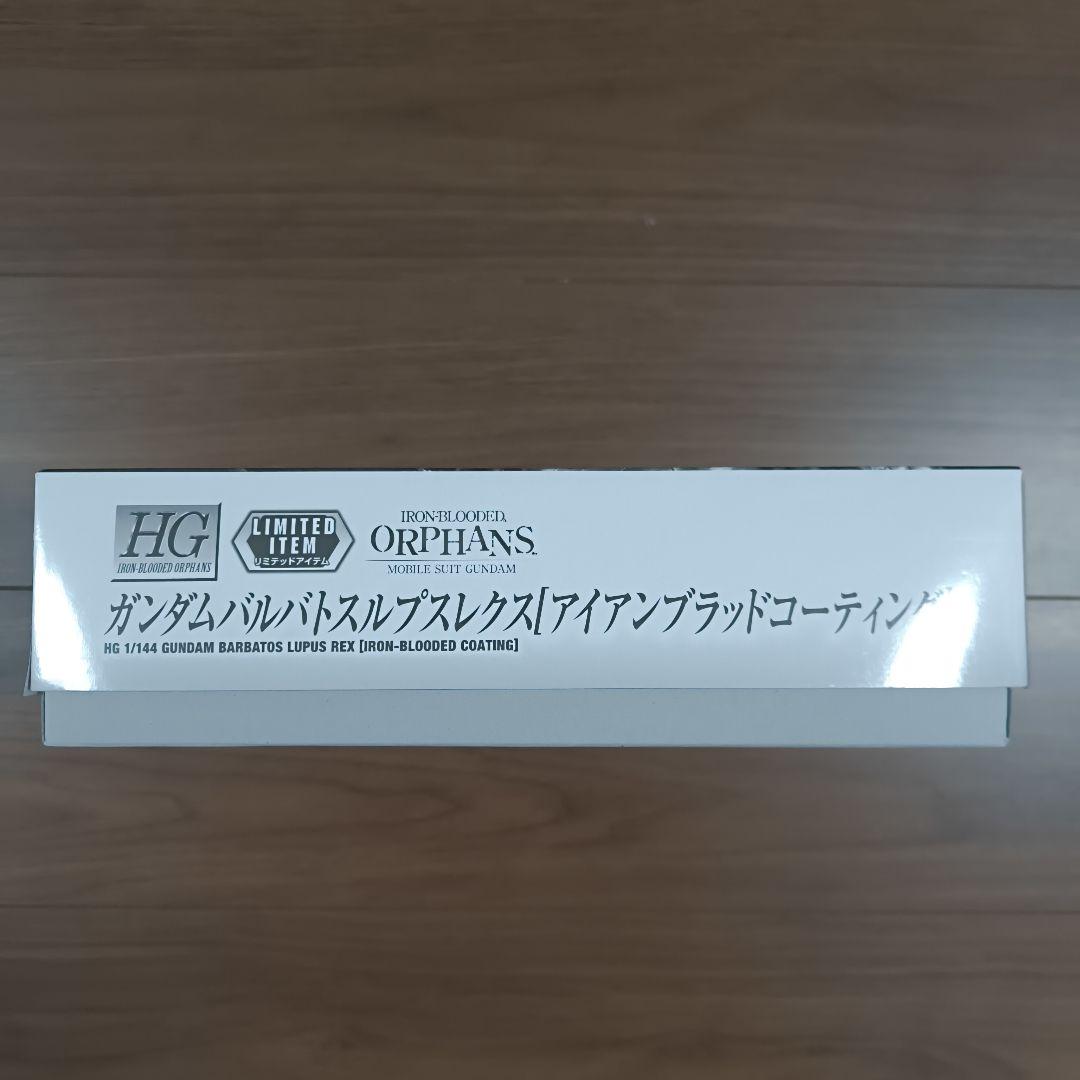 HG
IRON-BLOODED ORPHANS
LIMITED
ITEM
リミテッドアイテム
IRON-BLOODED
ORPHANS
MOBILE SUIT GUNDAM
ガンダムバルバトスルプスレクス[アイアンブラッドコーティング
HG 1/144 GUNDAM BARBATOS LUPUS REX [IRON-BLOODED COATING]